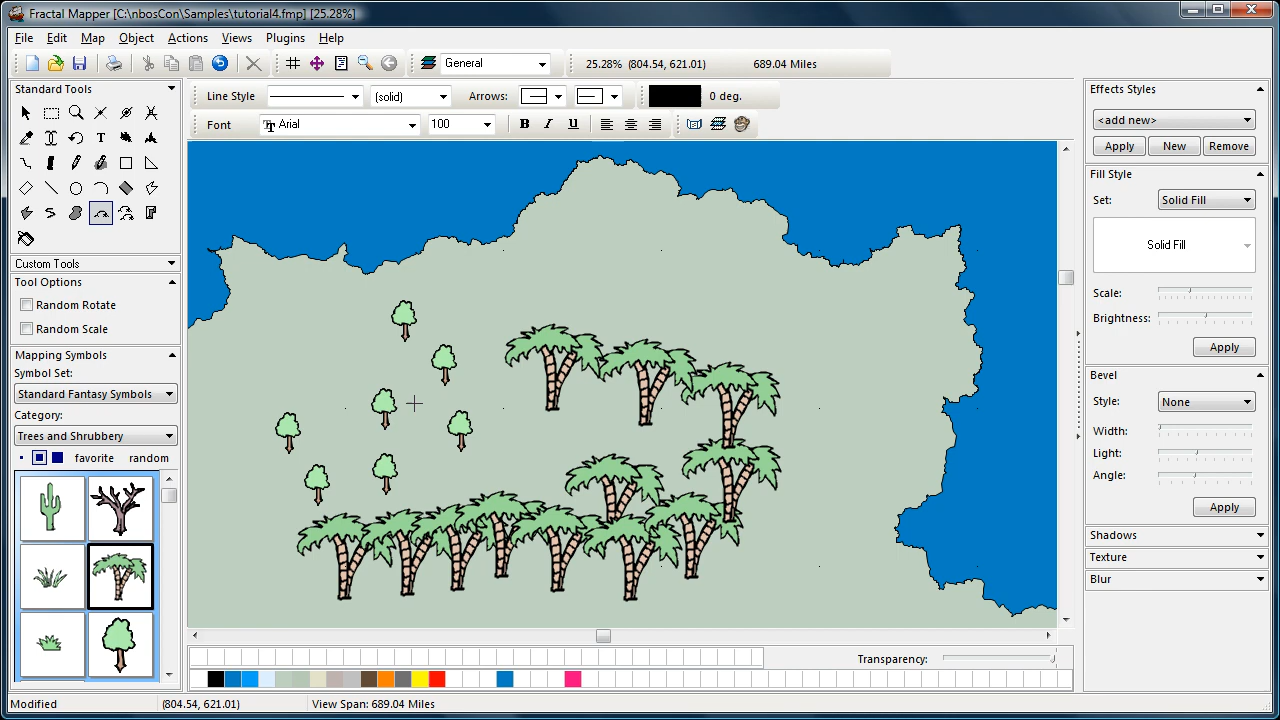 Fractal Mapper [C:\nbosCon\Samples\tutorial4.fmp] [25.28%]
File Edit Map Object Actions Views Plugins Help
General 25.28% (804.54, 621.01) 689.04 Miles
Standard Tools
Line Style (solid) Arrows: 0 deg.
Font Arial 100 B I U
Custom Tools
Tool Options
Random Rotate
Random Scale
Mapping Symbols
Symbol Set:
Standard Fantasy Symbols
Category:
Trees and Shrubbery
favorite random
Effects Styles
<add new>
Apply New Remove
Fill Style
Set: Solid Fill
Solid Fill
Scale:
Brightness:
Apply
Bevel
Style: None
Width:
Light:
Angle:
Apply
Shadows
Texture
Blur
Transparency:
Modified (804.54, 621.01) View Span: 689.04 Miles